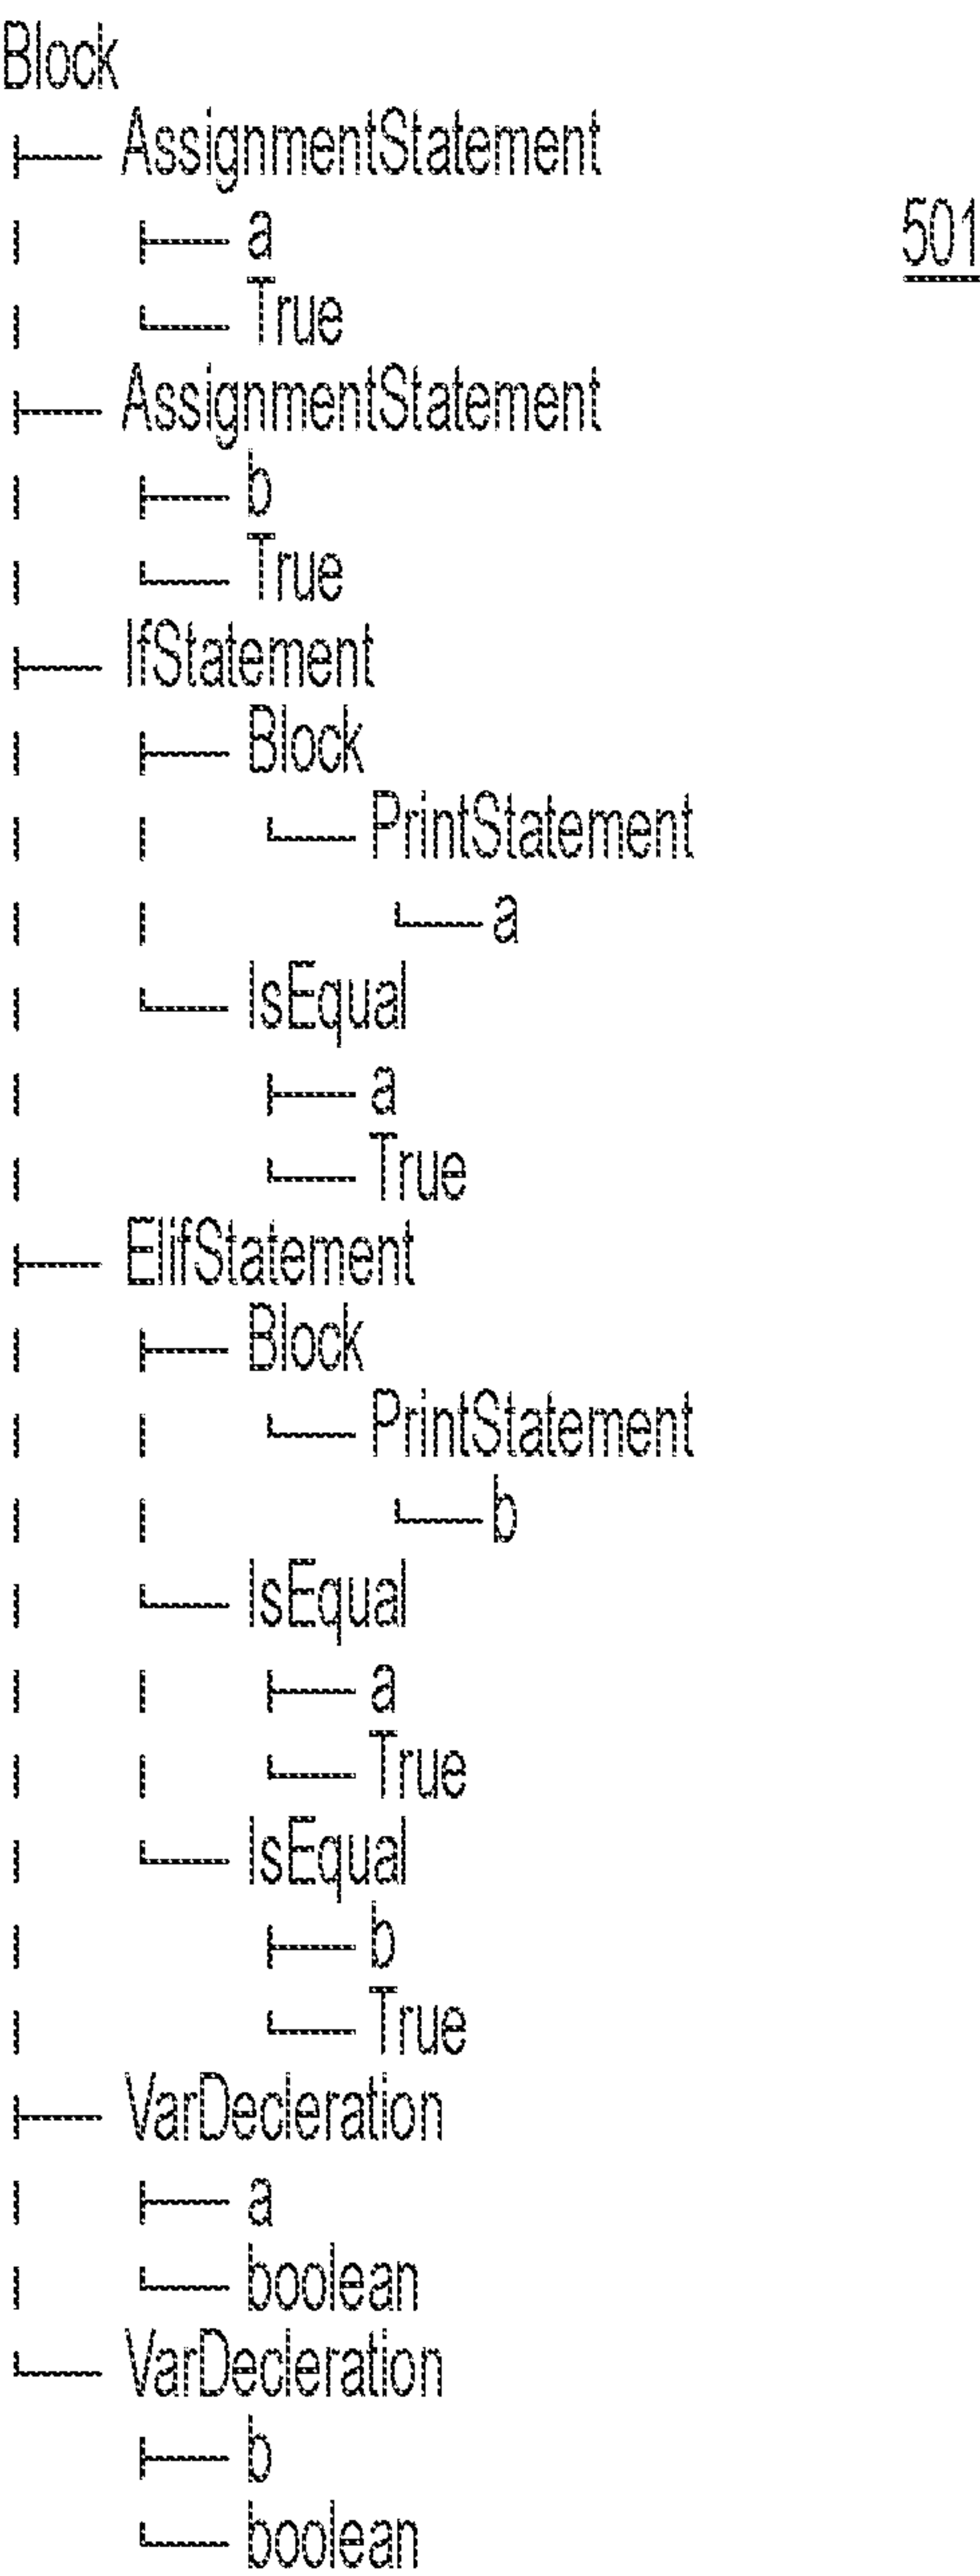 Block
AssignmentStatement
a
501
True
AssignmentStatement
b
True
IfStatement
Block
PrintStatement
a
IsEqual
a
True
ElifStatement
Block
PrintStatement
b
IsEqual
a
True
IsEqual
b
True
VarDecleration
a
boolean
VarDecleration
b
boolean